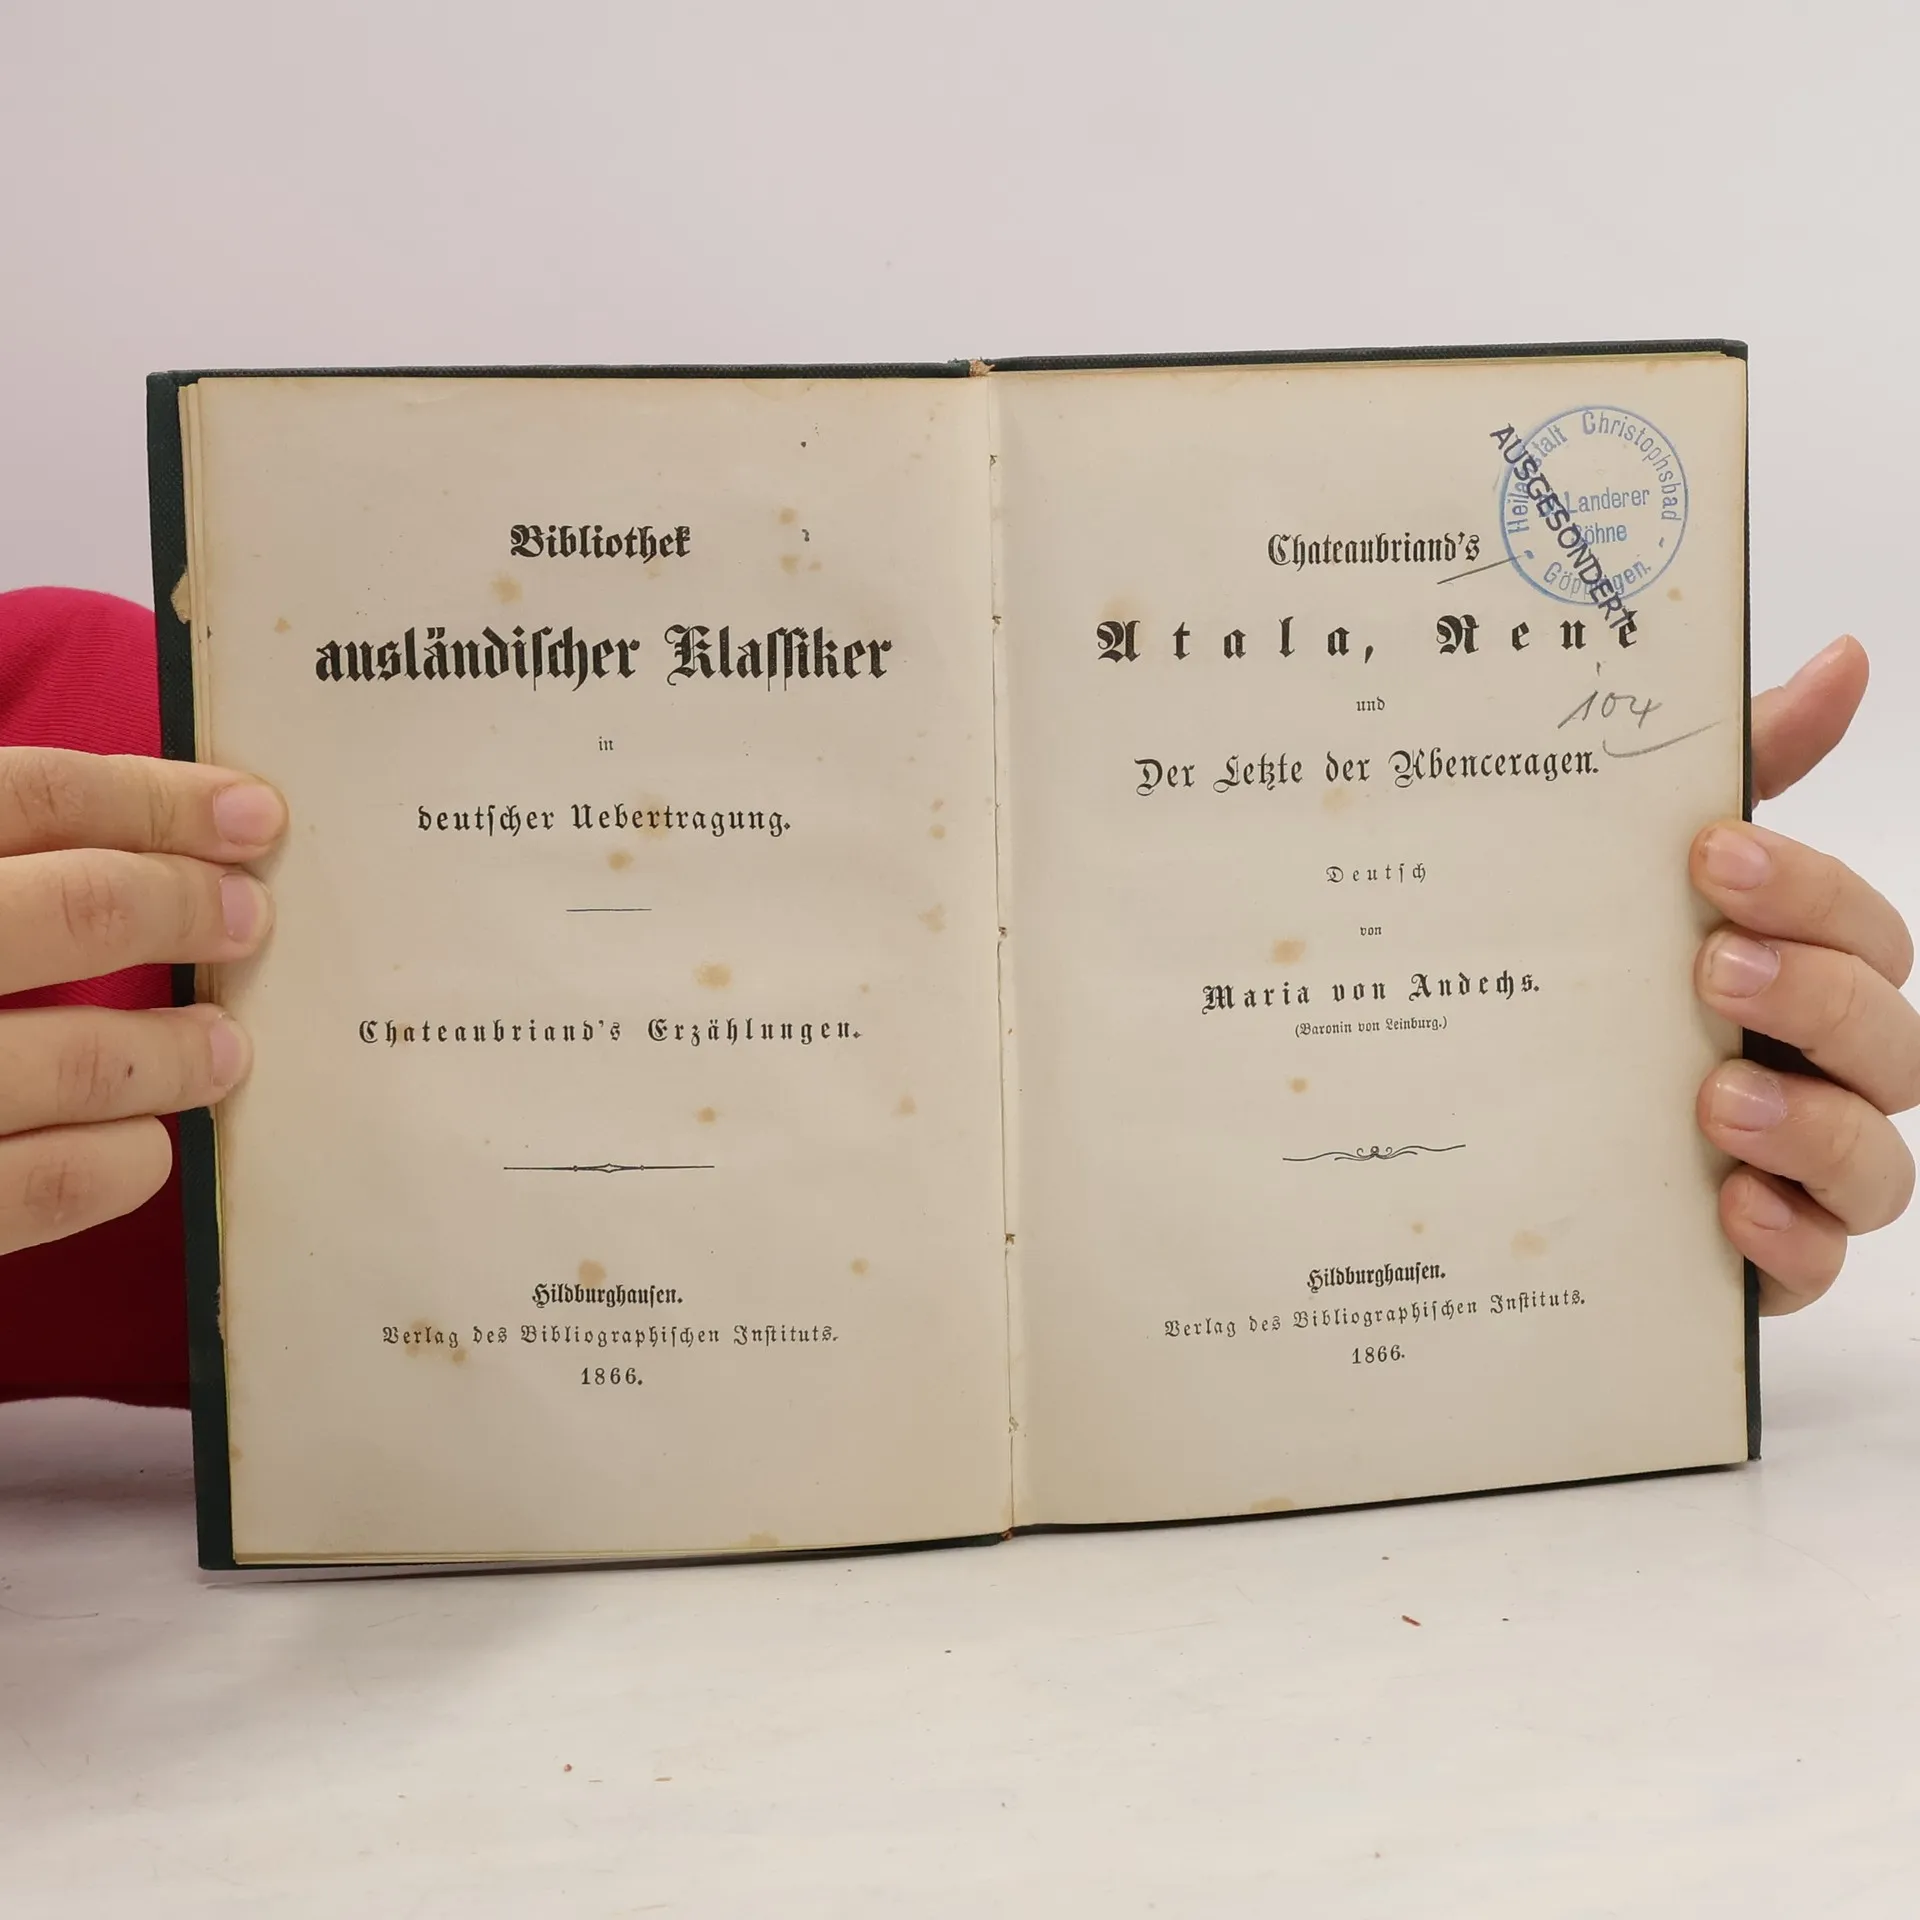 Bibliothek
ausländischer Klassiker
in
deutscher Uebertragung.
Chateaubriand's Erzählungen.
Hildburghausen.
Verlag des Bibliographischen Instituts.
1866.
Heilanstalt Christophsbad
Landerer
Söhne
Göppingen.
AUSGESONDERT
Chateaubriand's
Atala, René
104
und
Der Letzte der Abenceragen.
Deutsch
von
Maria von Andechs.
(Baronin von Leinburg.)
Hildburghausen.
Verlag des Bibliographischen Instituts.
1866.